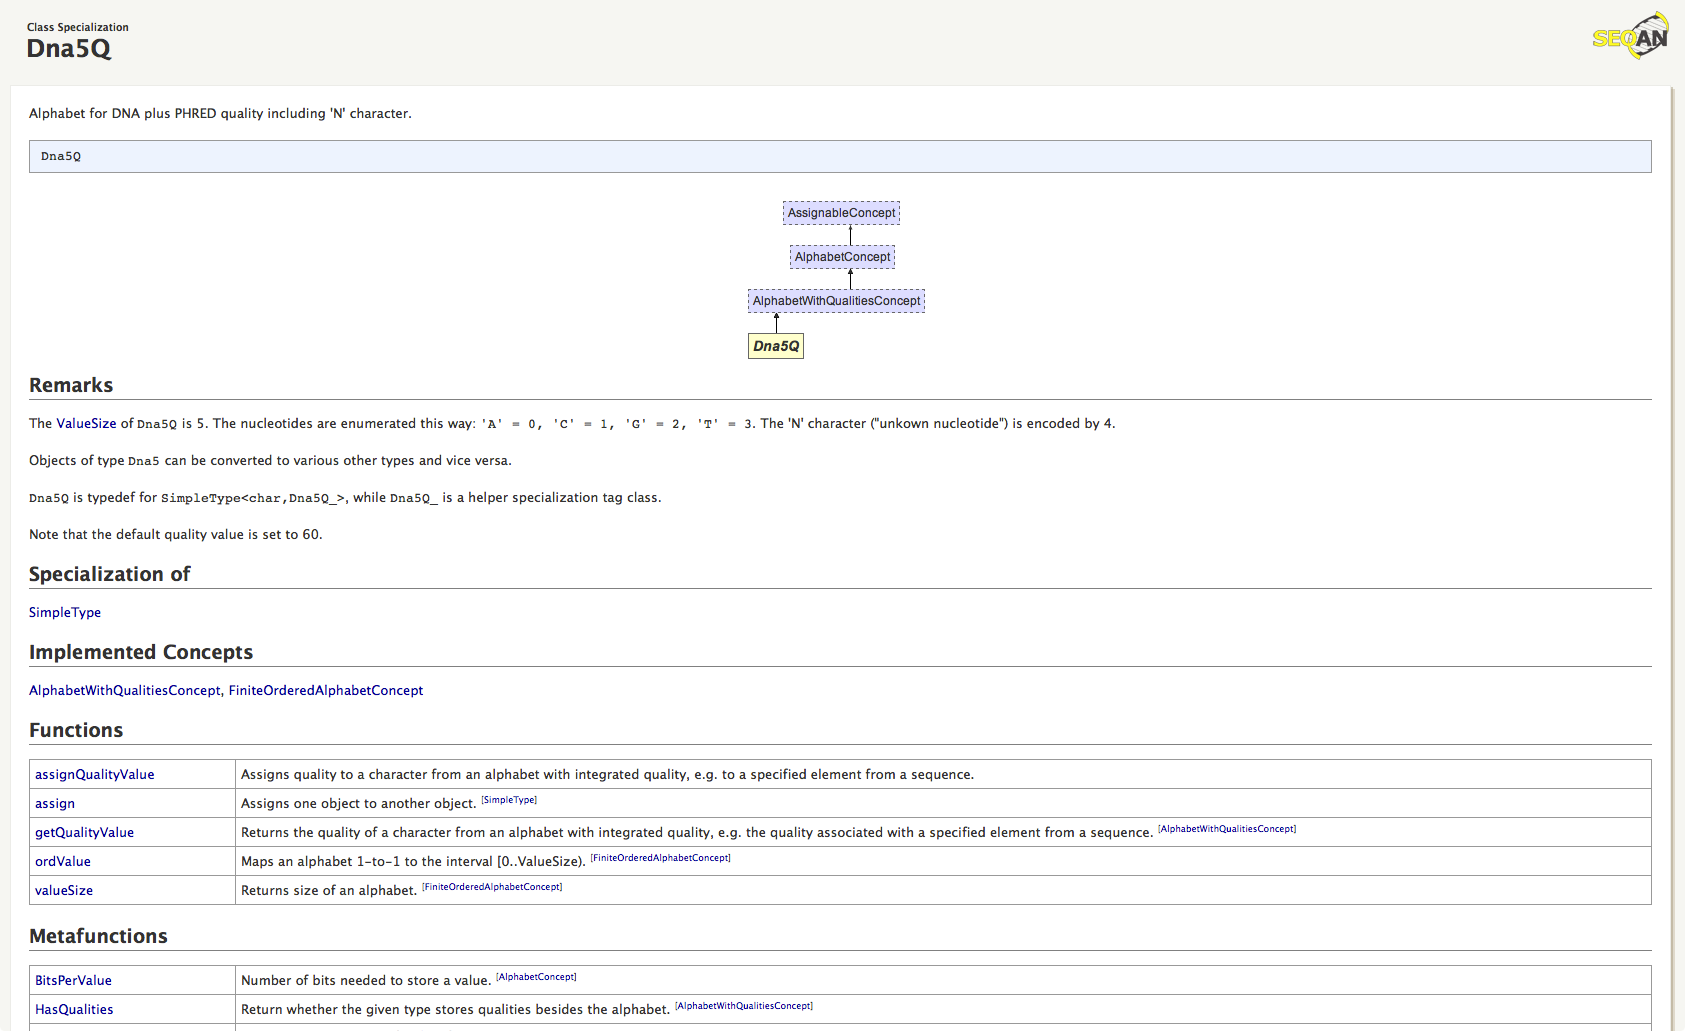 Class Specialization
Dna5Q
SEQAN
Alphabet for DNA plus PHRED quality including 'N' character.
Dna5Q
AssignableConcept
AlphabetConcept
AlphabetWithQualitiesConcept
Dna5Q
Remarks
The ValueSize of Dna5Q is 5. The nucleotides are enumerated this way: 'A' = 0, 'C' = 1, 'G' = 2, 'T' = 3. The 'N' character ("unkown nucleotide") is encoded by 4.
Objects of type Dna5 can be converted to various other types and vice versa.
Dna5Q is typedef for SimpleType<char,Dna5Q_>, while Dna5Q_ is a helper specialization tag class.
Note that the default quality value is set to 60.
Specialization of
SimpleType
Implemented Concepts
AlphabetWithQualitiesConcept, FiniteOrderedAlphabetConcept
Functions
assignQualityValue Assigns quality to a character from an alphabet with integrated quality, e.g. to a specified element from a sequence.
assign Assigns one object to another object. [SimpleType]
getQualityValue Returns the quality of a character from an alphabet with integrated quality, e.g. the quality associated with a specified element from a sequence. [AlphabetWithQualitiesConcept]
ordValue Maps an alphabet 1-to-1 to the interval [0..ValueSize). [FiniteOrderedAlphabetConcept]
valueSize Returns size of an alphabet. [FiniteOrderedAlphabetConcept]
Metafunctions
BitsPerValue Number of bits needed to store a value. [AlphabetConcept]
HasQualities Return whether the given type stores qualities besides the alphabet. [AlphabetWithQualitiesConcept]